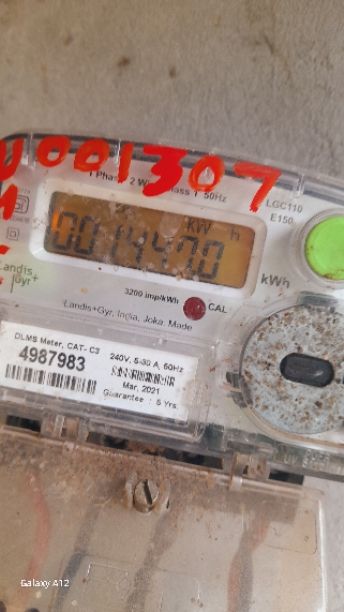 U001307
1 Phase 2 Wire Class 1 50Hz
LGC110
E150
kW h
0014470
kWh
Landis
Gyr+
3200 imp/kWh
CAL
Landis+Gyr, India, Joka. Made
DLMS Meter, CAT- C3
4987983
240V, 5-30 A, 50Hz
Mar, 2021
Guarantee : 5 Yrs.
Galaxy A12